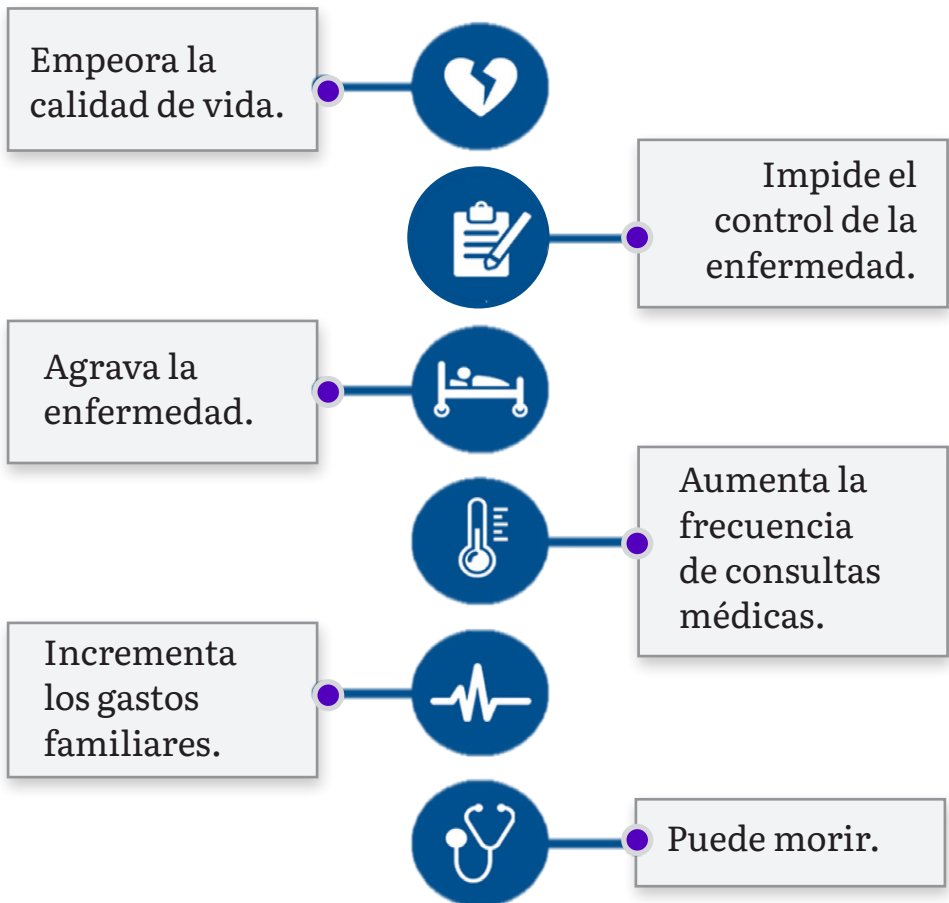 Empeora la
calidad de vida.
Impide el
control de la
enfermedad.
Agrava la
enfermedad.
Aumenta la
frecuencia
de consultas
médicas.
Incrementa
los gastos
familiares.
Puede morir.